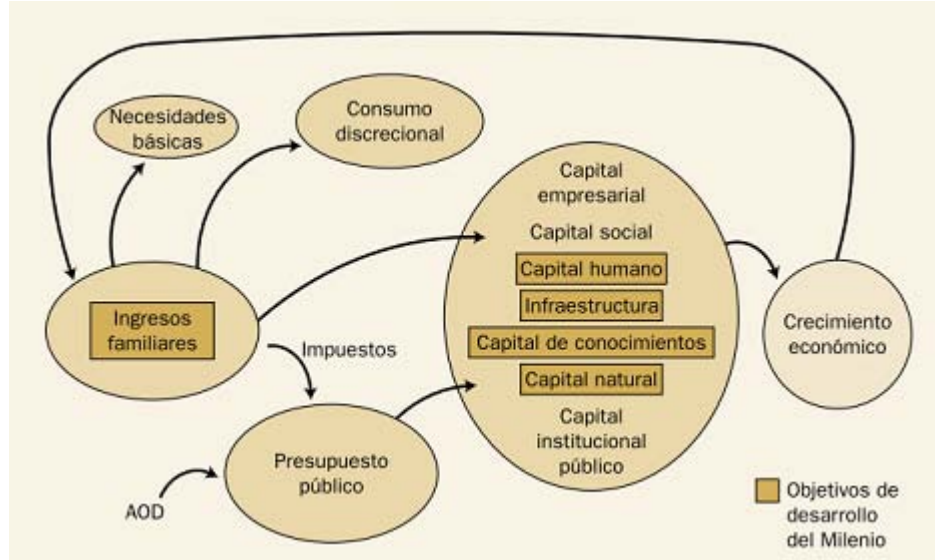 Necesidades
básicas
Consumo
discrecional
Capital
empresarial
Capital social
Capital humano
Infraestructura
Capital de conocimientos
Capital natural
Capital
institucional
público
Ingresos
familiares
Impuestos
Crecimiento
económico
Presupuesto
público
AOD
Objetivos de
desarrollo
del Milenio